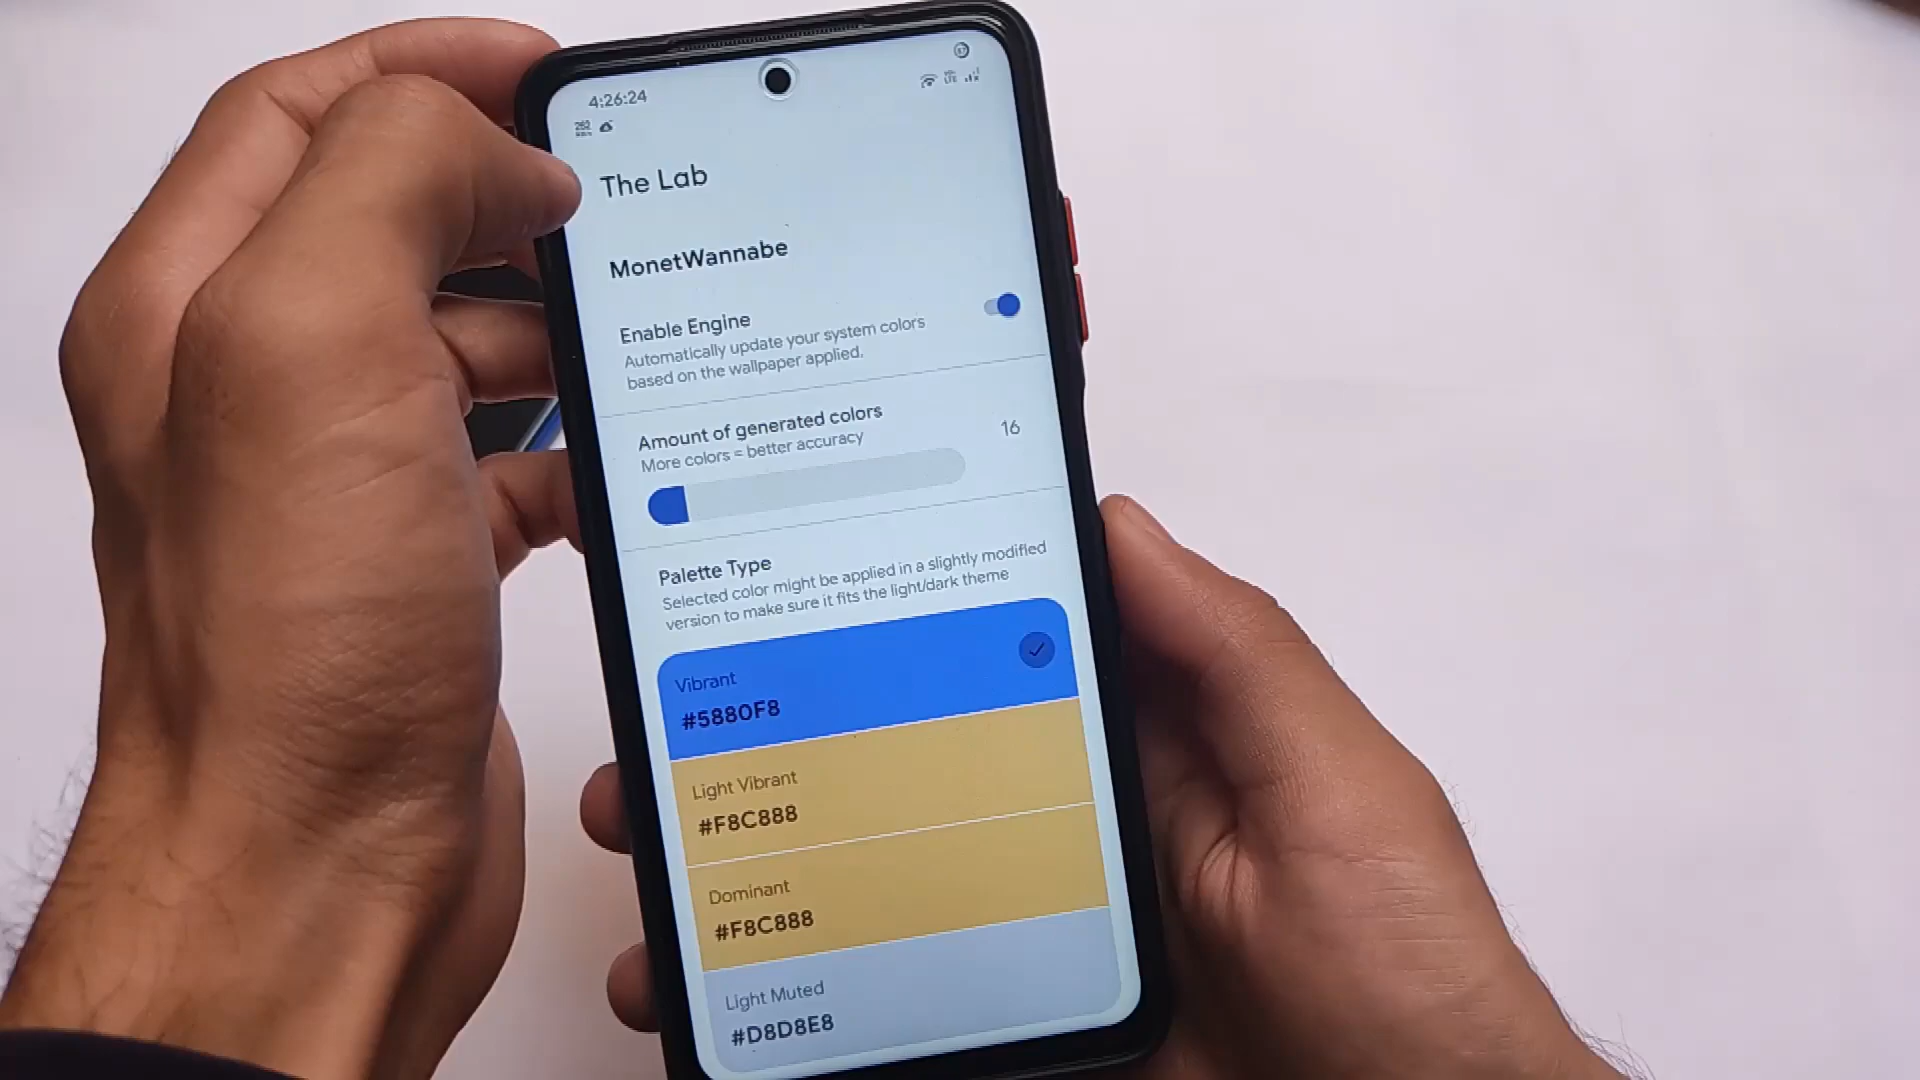 4:26:24
The Lab
MonetWannabe
Enable Engine
Automatically update your system colors
based on the wallpaper applied.
Amount of generated colors
More colors = better accuracy
16
Palette Type
Selected color might be applied in a slightly modified
version to make sure it fits the light/dark theme
Vibrant
#5880F8
Light Vibrant
#F8C888
Dominant
#F8C888
Light Muted
#D8D8E8